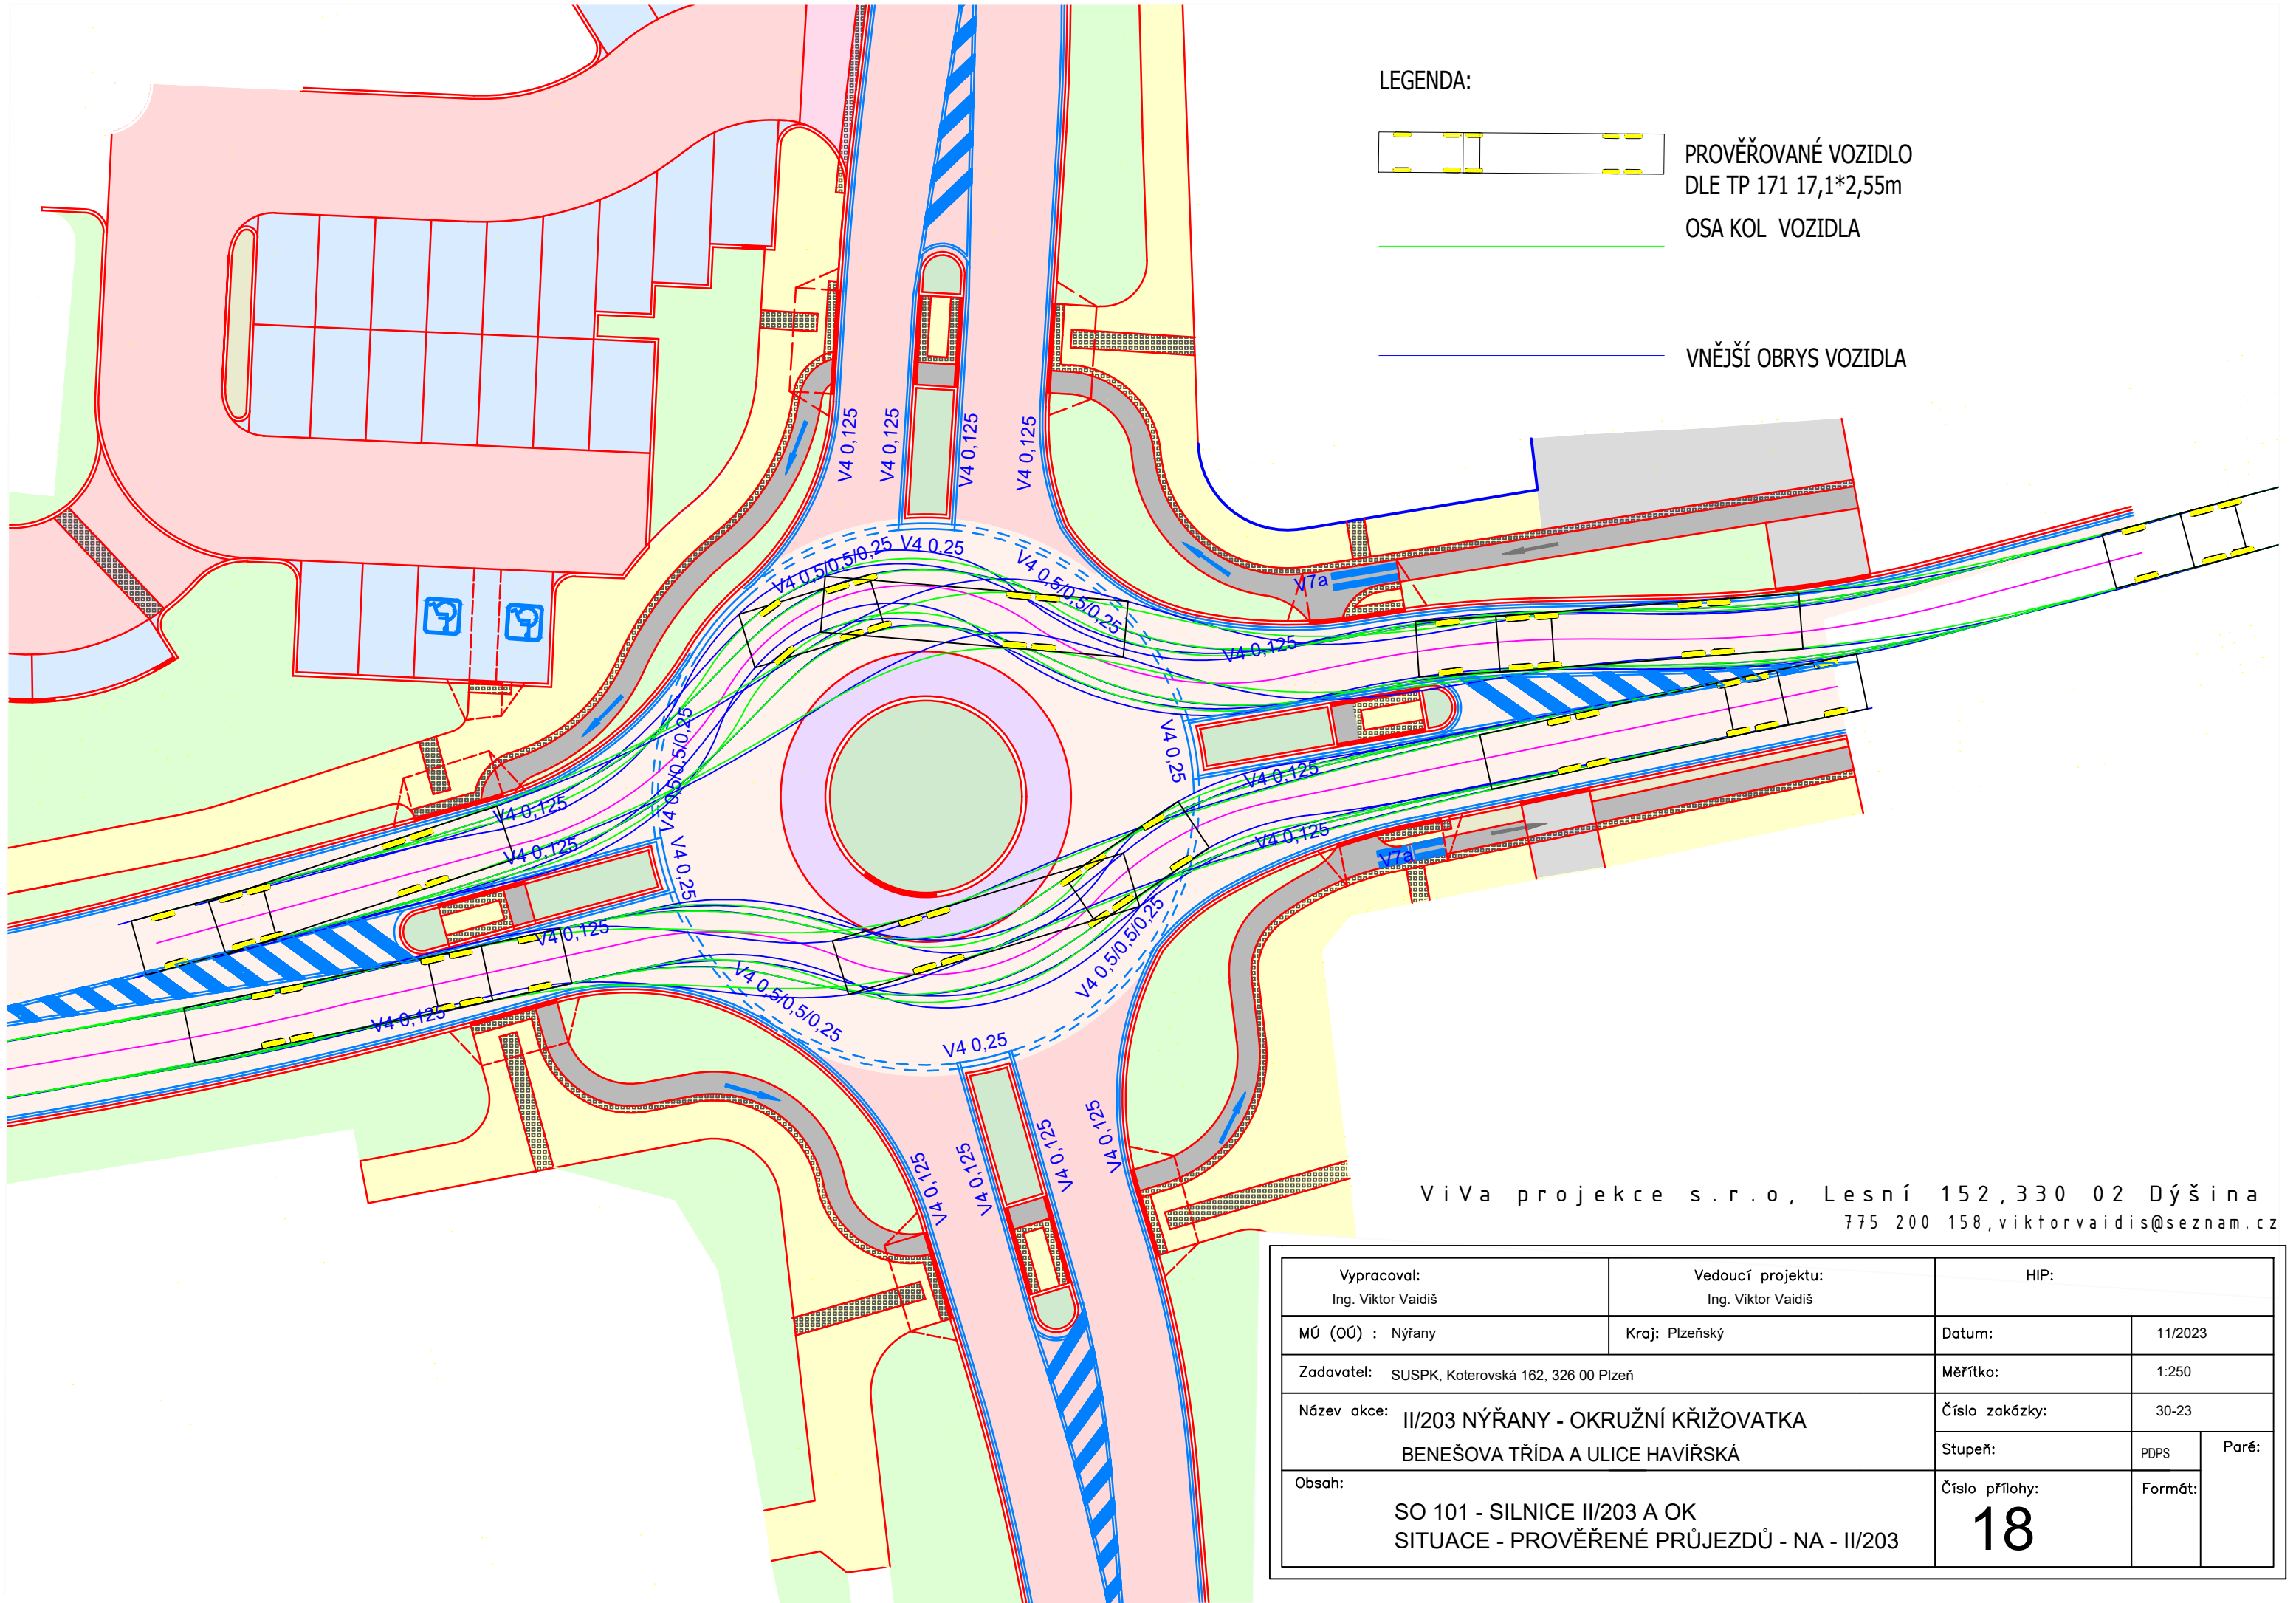 LEGENDA:
PROVĚŘOVANÉ VOZIDLO
DLE TP 171 17,1*2,55m
OSA KOL VOZIDLA
VNĚJŠÍ OBRYS VOZIDLA
V4 0,125
V4 0,125
V4 0,125
V4 0,125
V4 0,5/0,5/0,25
V4 0,25
V4 0,5/0,5/0,25
V7a
V4 0,125
V4 0,25
V4 0,125
V4 0,125
V7a
V4 0,5/0,5/0,25
V4 0,125
V4 0,125
V4 0,25
V4 0,125
V4 0,125
V4 0,5/0,5/0,25
V4 0,5/0,5/0,25
V4 0,25
V4 0,125
V4 0,125
V4 0,125
V4 0,125
ViVa projekce s.r.o, Lesní 152,330 02 Dýšina
775 200 158,viktorvaidis@seznam.cz
Vypracoval:
Ing. Viktor Vaidiš
Vedoucí projektu:
Ing. Viktor Vaidiš
HIP:
MÚ (OÚ) : Nýřany
Kraj: Plzeňský
Datum: 11/2023
Zadavatel: SUSPK, Koterovská 162, 326 00 Plzeň
Měřítko: 1:250
Název akce: II/203 NÝŘANY - OKRUŽNÍ KŘIŽOVATKA
BENEŠOVA TŘÍDA A ULICE HAVÍŘSKÁ
Číslo zakázky: 30-23
Stupeň: PDPS
Paré:
Obsah:
SO 101 - SILNICE II/203 A OK
SITUACE - PROVĚŘENÉ PRŮJEZDŮ - NA - II/203
Číslo přílohy:
18
Formát: